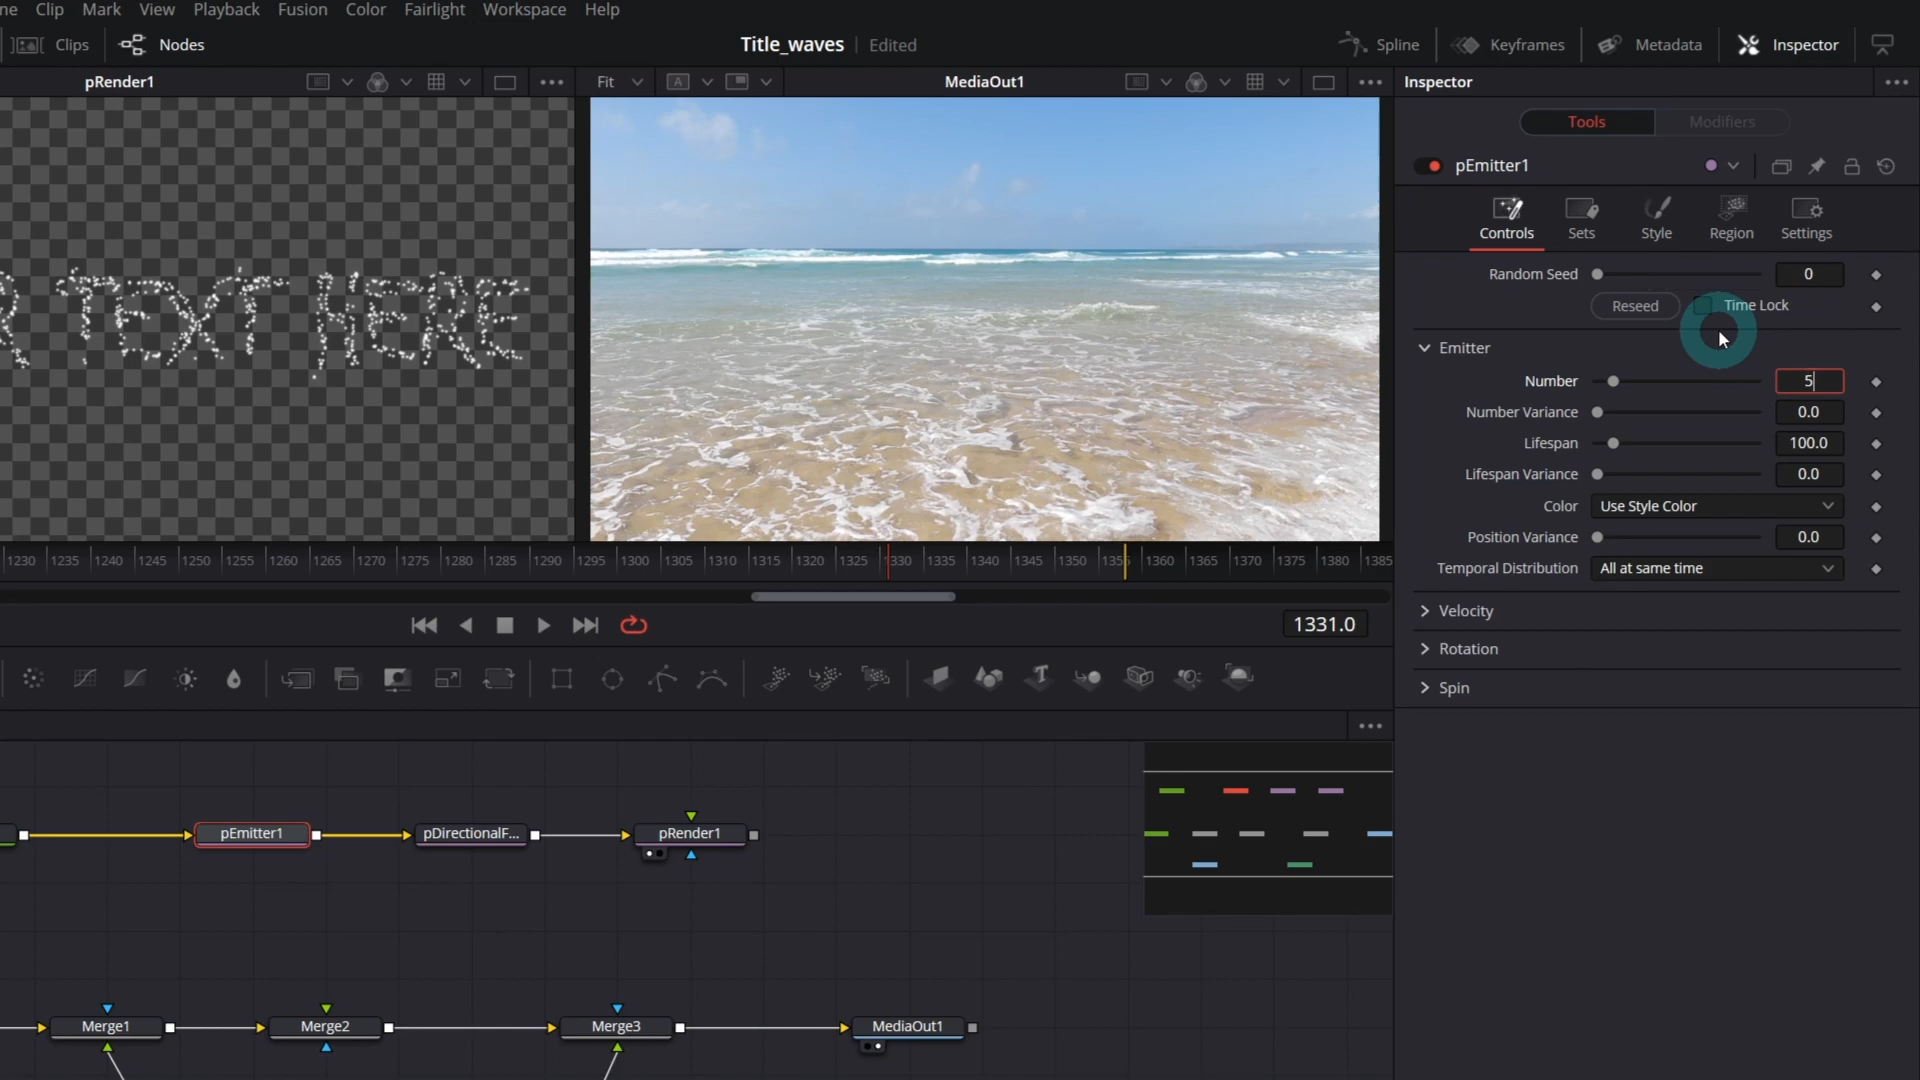 ne Clip Mark View Playback Fusion Color Fairlight Workspace Help
Clips Nodes Title_waves Edited Spline Keyframes Metadata Inspector
pRender1 Fit A MediaOut1 Inspector
Tools Modifiers
pEmitter1
Controls Sets Style Region Settings
Random Seed 0
Reseed Time Lock
R TEXT HERE
Emitter
Number 5
Number Variance 0.0
Lifespan 100.0
Lifespan Variance 0.0
Color Use Style Color
Position Variance 0.0
Temporal Distribution All at same time
1230 1235 1240 1245 1250 1255 1260 1265 1270 1275 1280 1285 1290 1295 1300 1305 1310 1315 1320 1325 1330 1335 1340 1345 1350 1355 1360 1365 1370 1375 1380 1385
Velocity
1331.0
Rotation
Spin
pEmitter1 pDirectionalF... pRender1
Merge1 Merge2 Merge3 MediaOut1